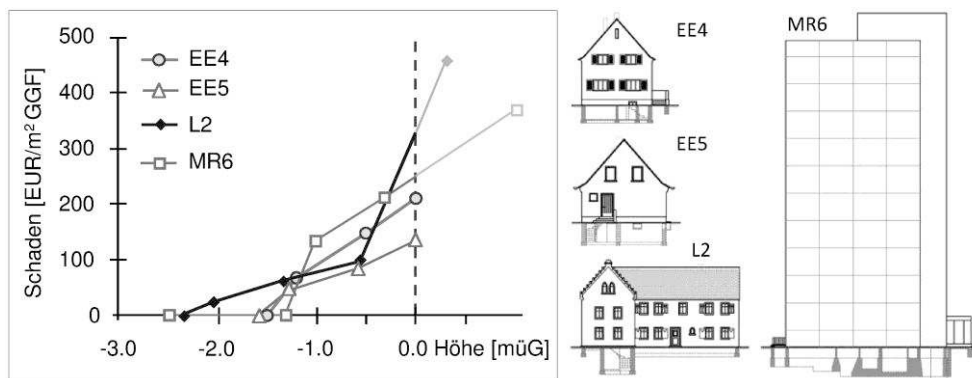 Schaden [EUR/m² GGF]
500
400
300
200
100
0
EE4
EE5
L2
MR6
-3.0 -2.0 -1.0 0.0 Höhe [müG]
EE4
EE5
L2
MR6